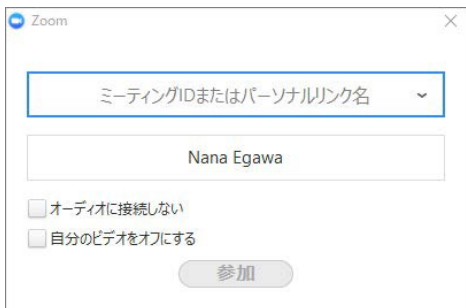 Zoom
ミーティングIDまたはパーソナルリンク名
Nana Egawa
オーディオに接続しない
自分のビデオをオフにする
参加